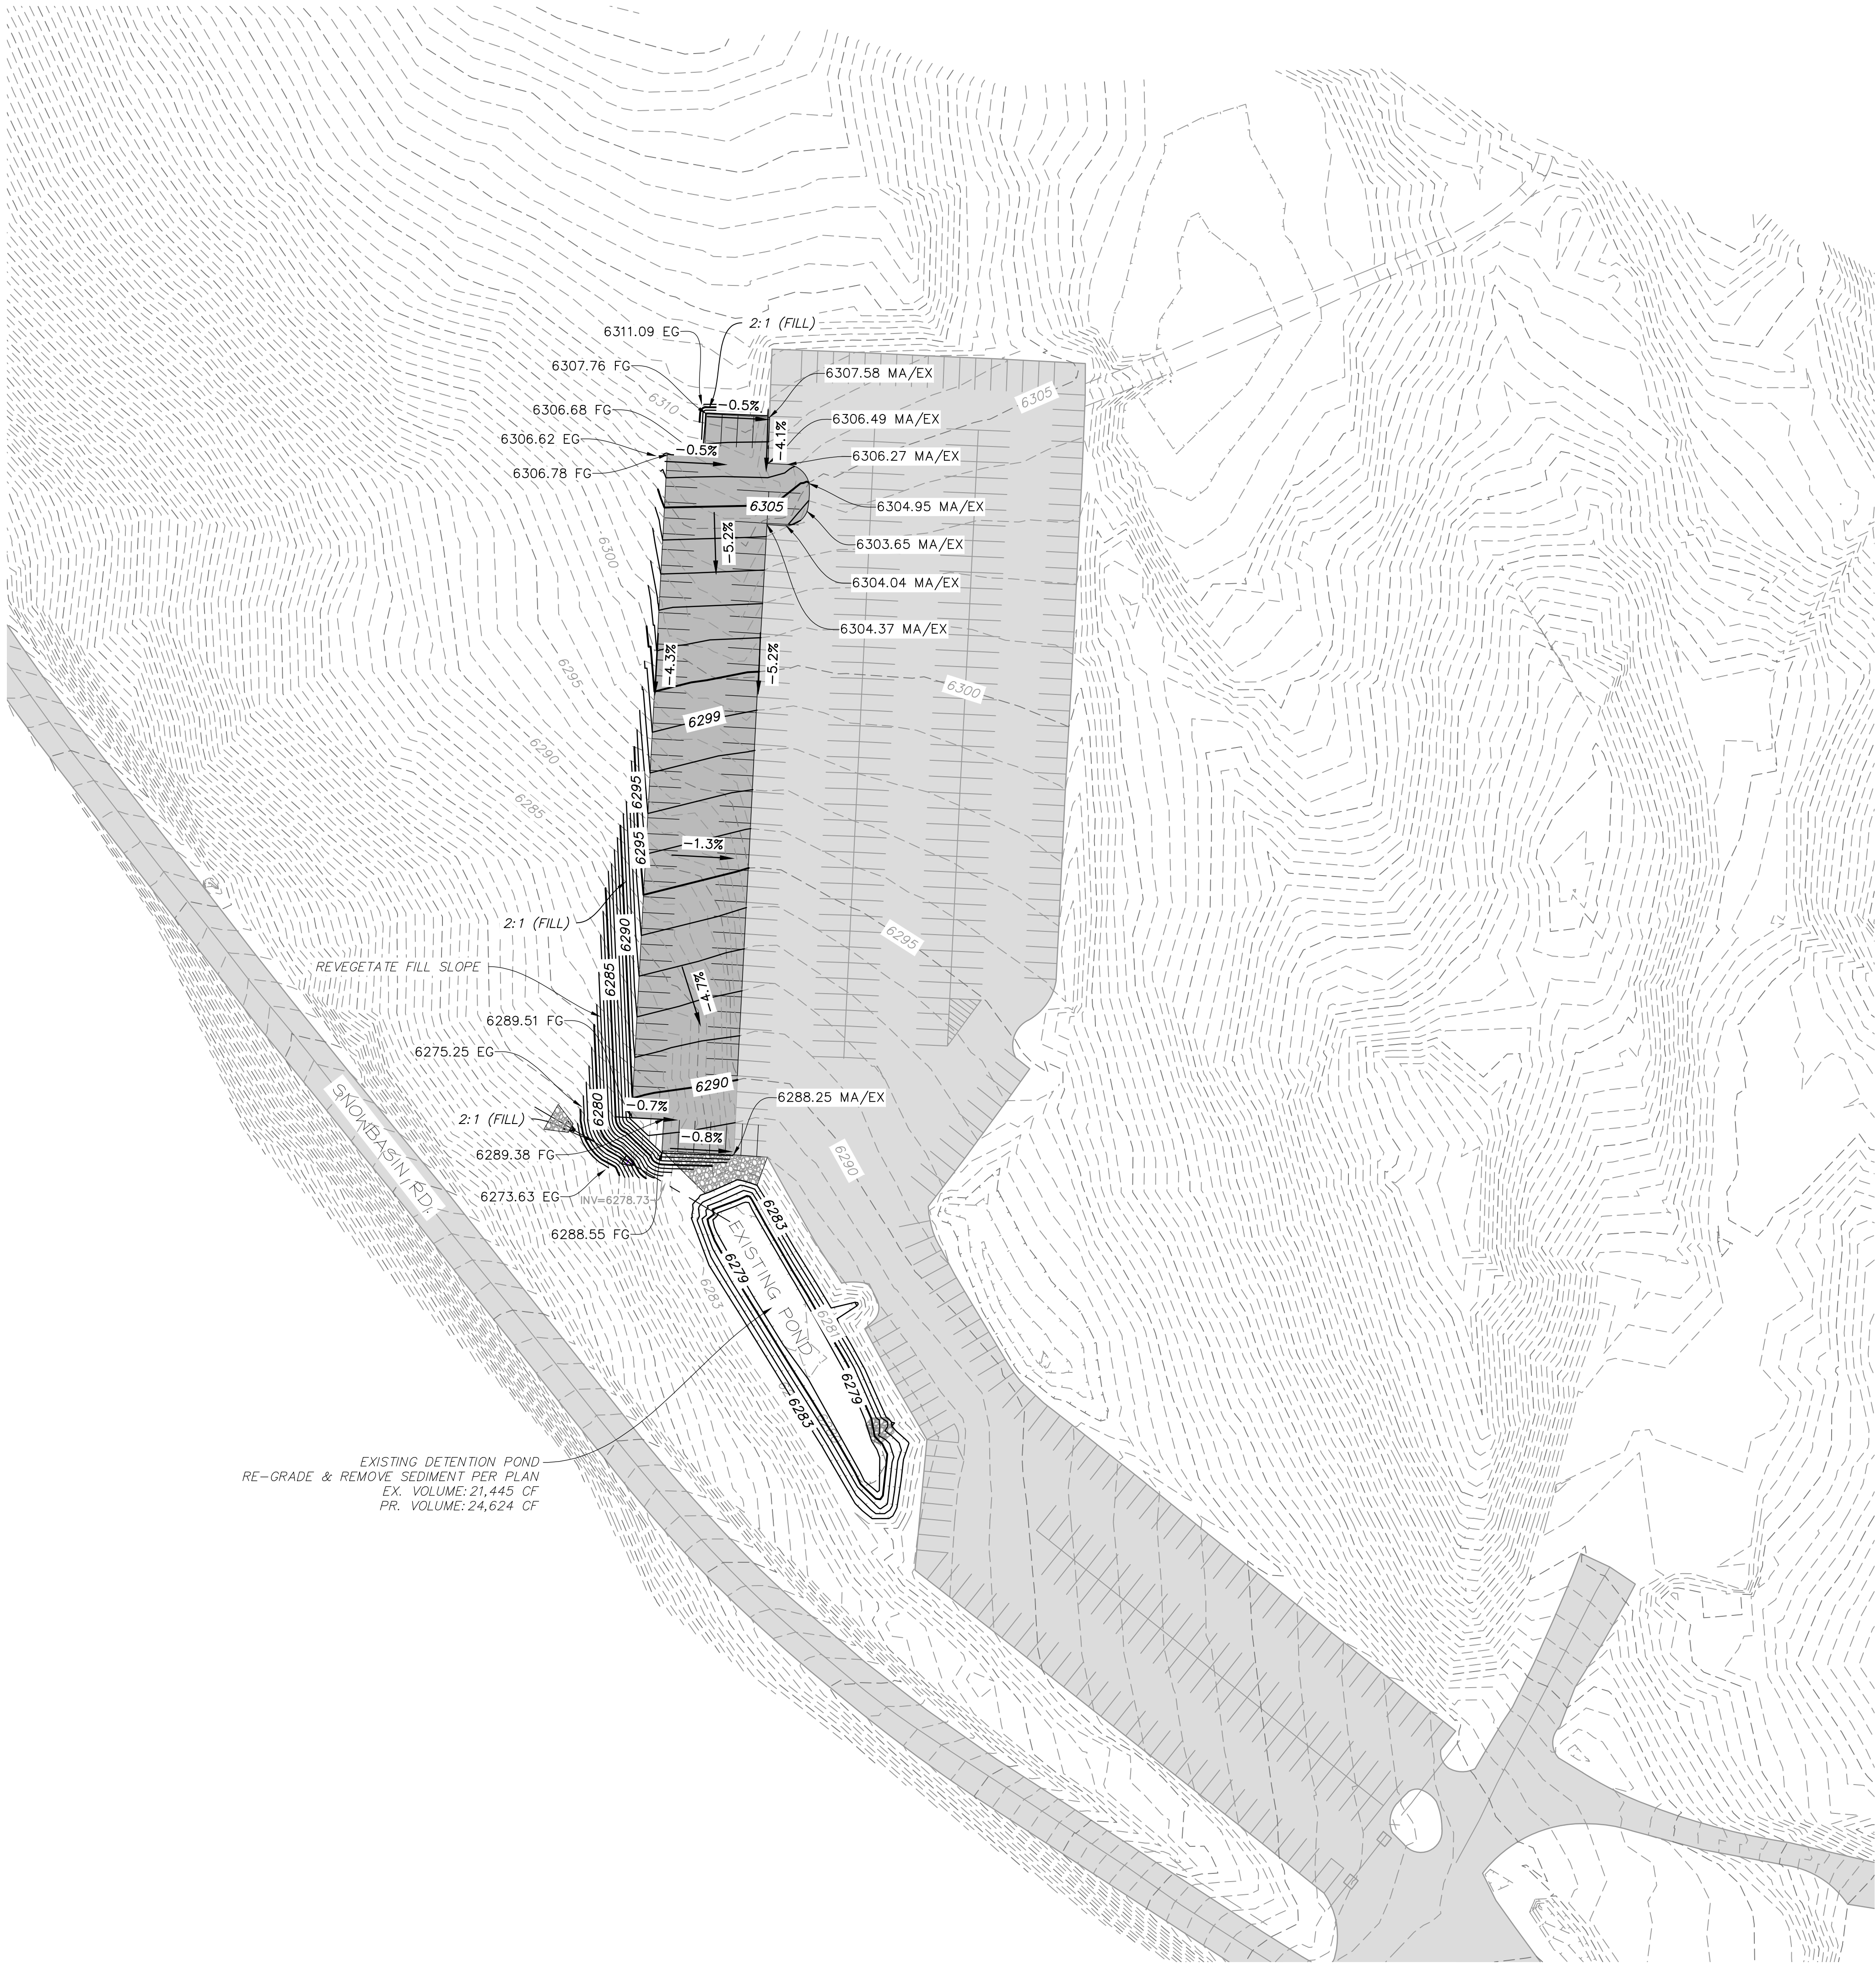 6311.09 EG
2:1 (FILL)
6307.76 FG
6307.58 MA/EX
6310
-0.5%
6305
6306.68 FG
6306.49 MA/EX
-4.1%
6306.62 EG
-0.5%
6306.27 MA/EX
6306.78 FG
6305
6304.95 MA/EX
-5.2%
6303.65 MA/EX
6300
6304.04 MA/EX
6304.37 MA/EX
-4.3%
-5.2%
6295
6300
6299
6290
6295
6285
6295
-1.3%
2:1 (FILL)
6290
6295
REVEGETATE FILL SLOPE
6285
-4.7%
6289.51 FG
6275.25 EG
6290
SNOWBASIN RD.
6280
-0.7%
6288.25 MA/EX
2:1 (FILL)
-0.8%
6289.38 FG
6290
6273.63 EG
INV=6278.73
6283
6288.55 FG
EXISTING POND
6279
6283
6281
6279
6283
EXISTING DETENTION POND
RE-GRADE & REMOVE SEDIMENT PER PLAN
EX. VOLUME: 21,445 CF
PR. VOLUME: 24,624 CF